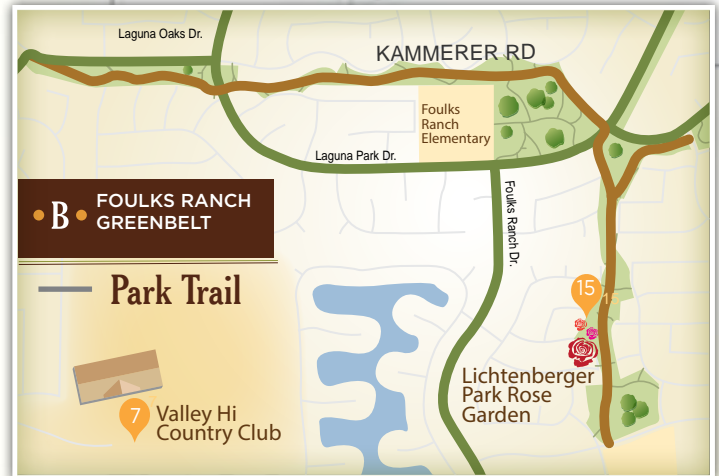 Laguna Oaks Dr.
KAMMERER RD
Foulks
Ranch
Elementary
Laguna Park Dr.
• B • FOULKS RANCH
GREENBELT
Foulks Ranch Dr.
Park Trail
15
Lichtenberger
Park Rose
Garden
7
Valley Hi
Country Club